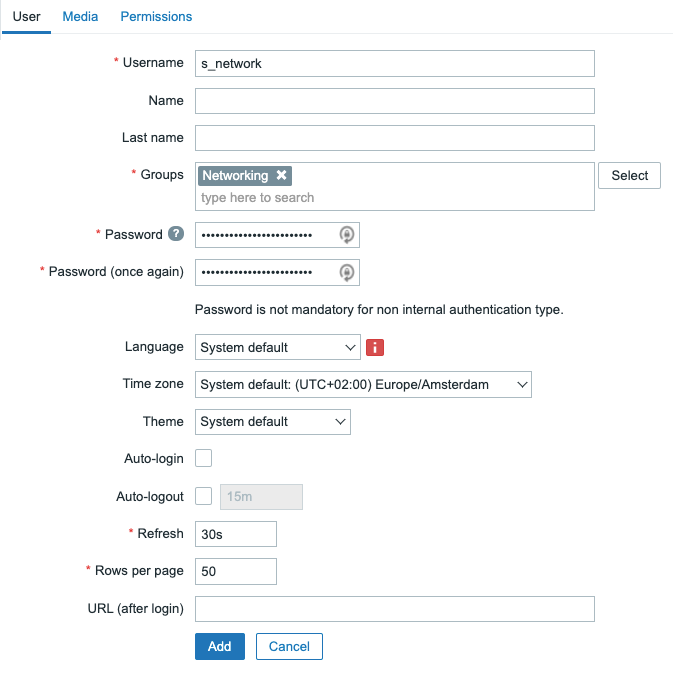 User Media Permissions
* Username s_network
Name
Last name
* Groups Networking ✖ Select
type here to search
* Password ? •••••••••••••••••••••••
* Password (once again) •••••••••••••••••••••••
Password is not mandatory for non internal authentication type.
Language System default i
Time zone System default: (UTC+02:00) Europe/Amsterdam
Theme System default
Auto-login
Auto-logout 15m
* Refresh 30s
* Rows per page 50
URL (after login)
Add Cancel